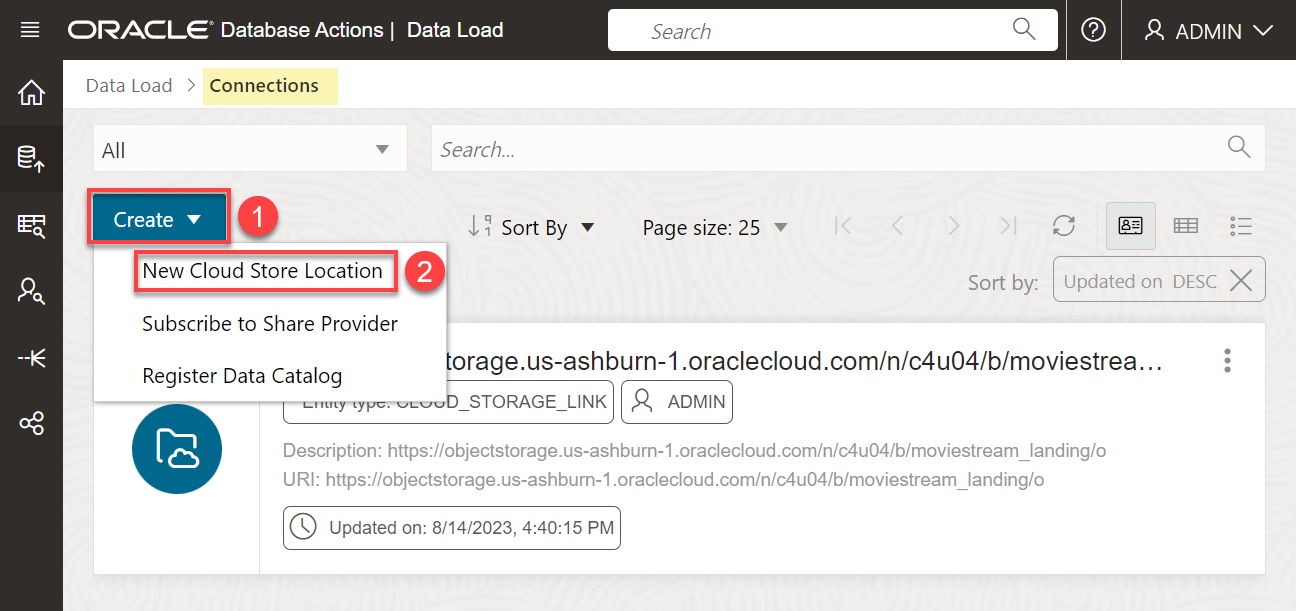 ORACLE Database Actions | Data Load
Search
ADMIN
Data Load > Connections
All
Search...
Create
1
Sort By
Page size: 25
New Cloud Store Location
2
Sort by:
Updated on DESC
Subscribe to Share Provider
Register Data Catalog
torage.us-ashburn-1.oraclecloud.com/n/c4u04/b/moviestrea...
Entity type: CLOUD_STORAGE_LINK
ADMIN
Description: https://objectstorage.us-ashburn-1.oraclecloud.com/n/c4u04/b/moviestream_landing/o
URI: https://objectstorage.us-ashburn-1.oraclecloud.com/n/c4u04/b/moviestream_landing/o
Updated on: 8/14/2023, 4:40:15 PM